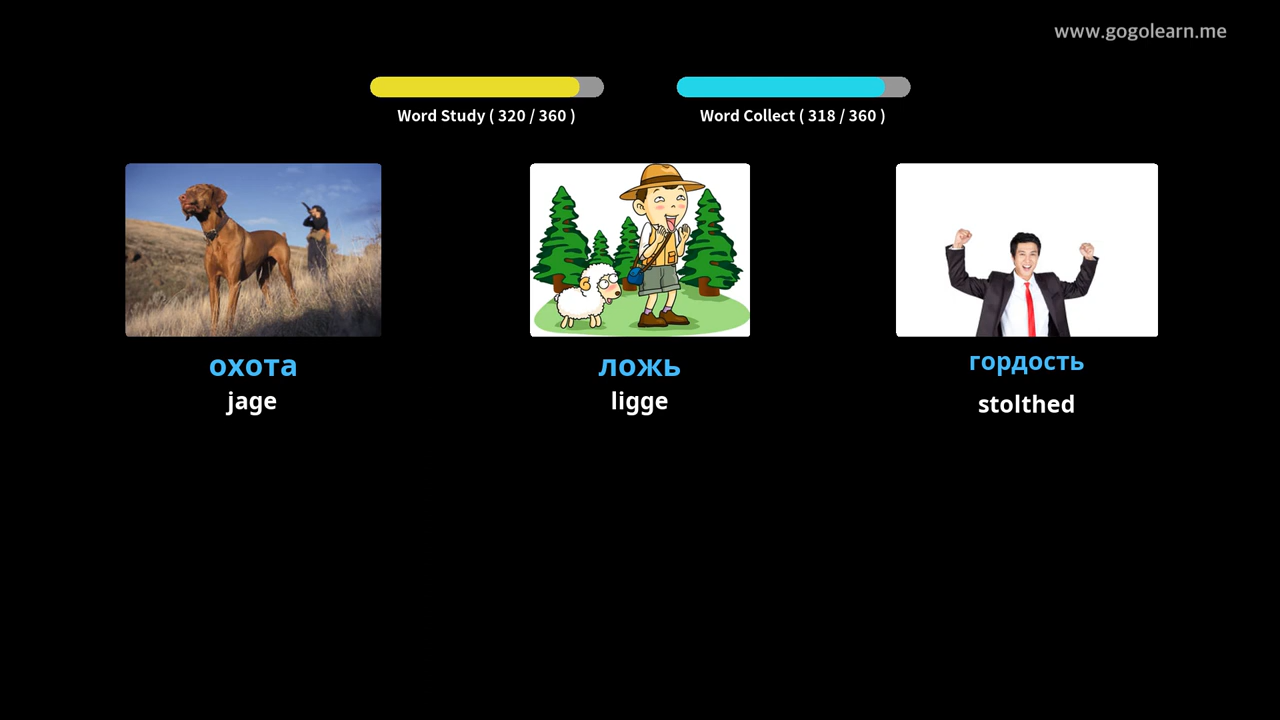 www.gogolearn.me
Word Study ( 320 / 360 )
Word Collect ( 318 / 360 )
охота
ложь
гордость
jage
ligge
stolthed